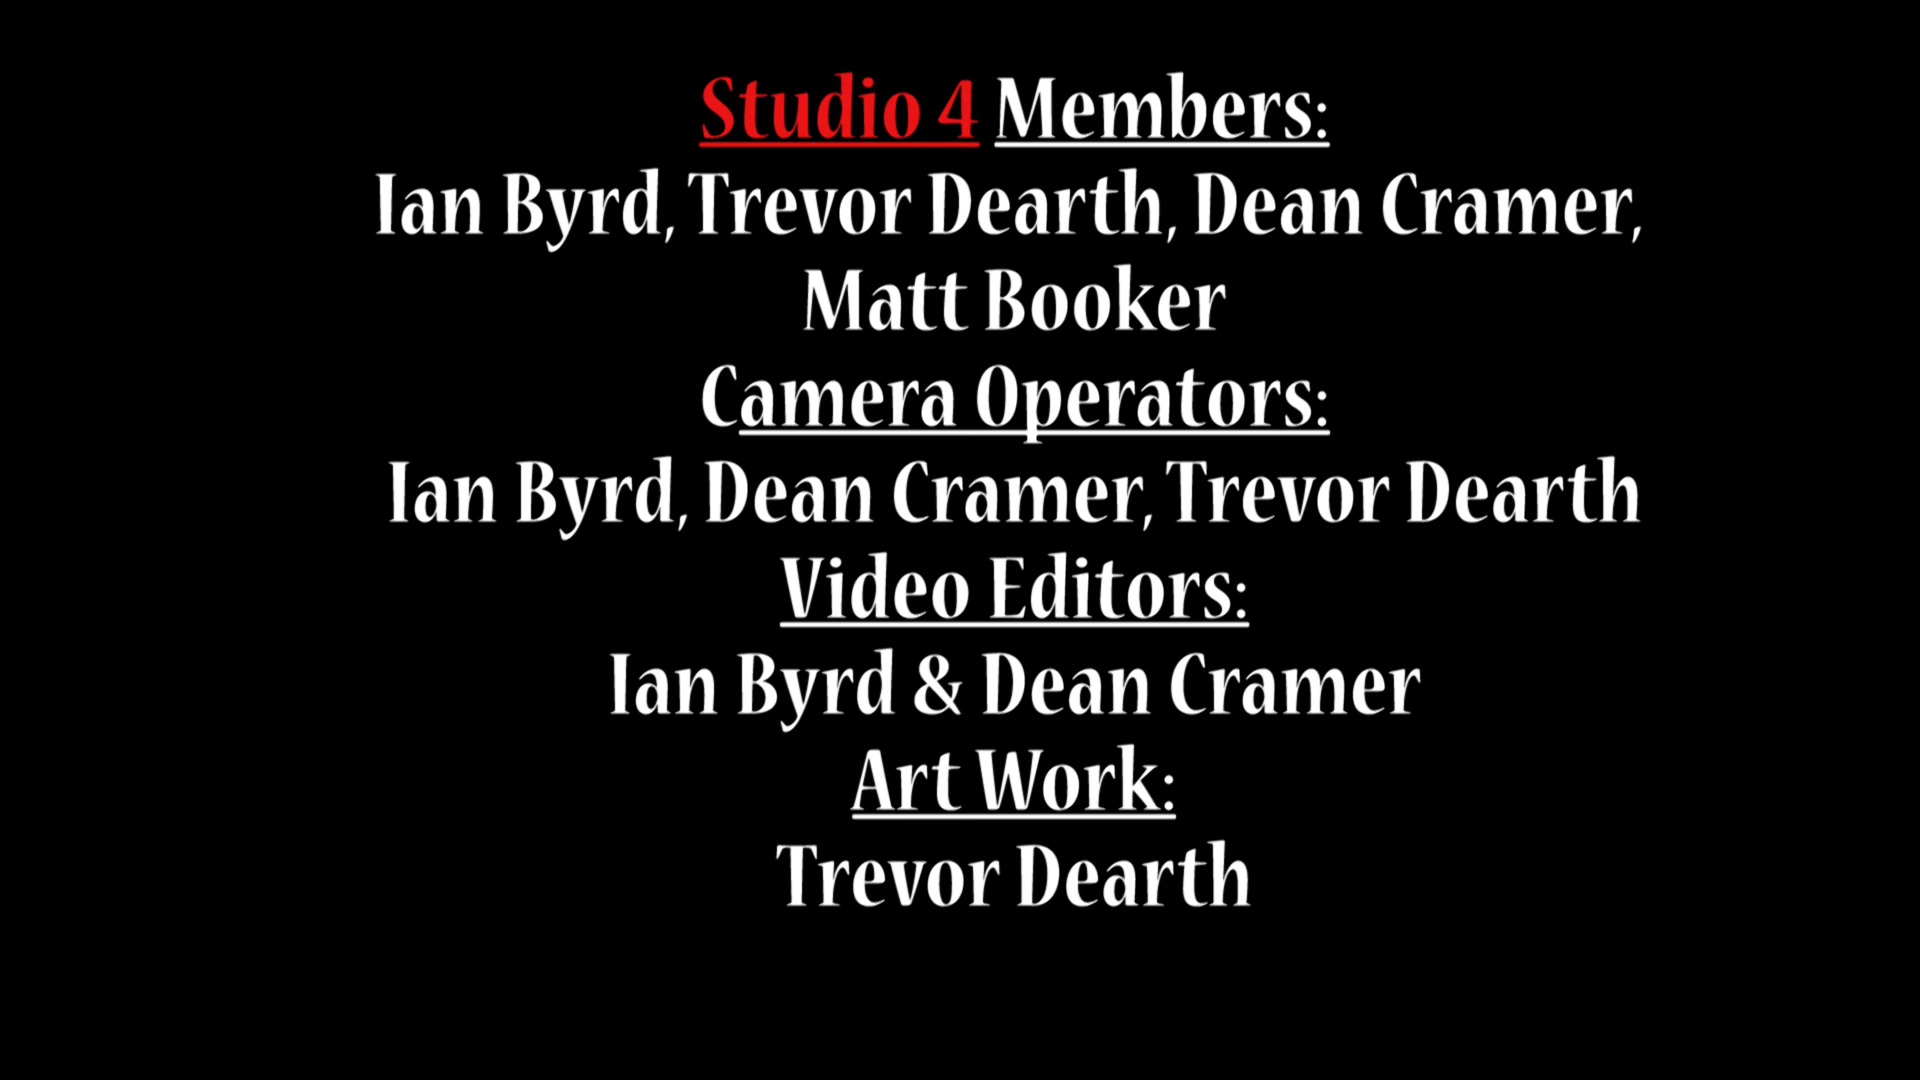 Studio 4 Members:
Ian Byrd, Trevor Dearth, Dean Cramer,
Matt Booker
Camera Operators:
Ian Byrd, Dean Cramer, Trevor Dearth
Video Editors:
Ian Byrd & Dean Cramer
Art Work:
Trevor Dearth